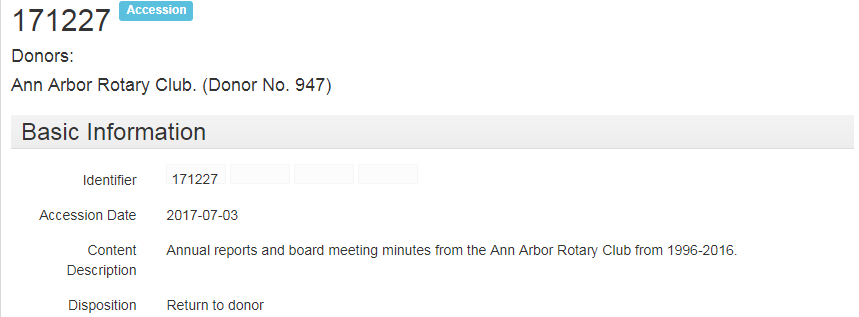 171227 Accession
Donors:
Ann Arbor Rotary Club. (Donor No. 947)
Basic Information
Identifier 171227
Accession Date 2017-07-03
Content Description Annual reports and board meeting minutes from the Ann Arbor Rotary Club from 1996-2016.
Disposition Return to donor